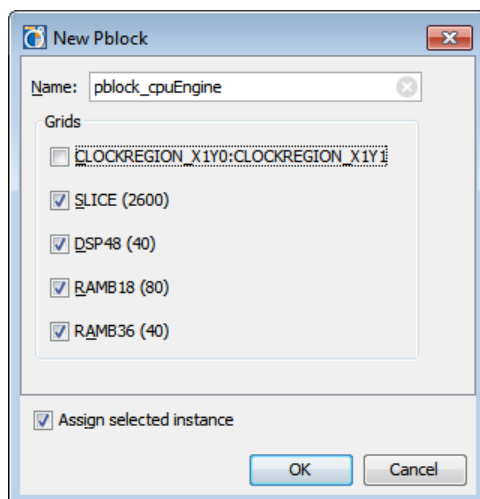 New Pblock
Name: pblock_cpuEngine
Grids
CLOCKREGION_X1Y0:CLOCKREGION_X1Y1
SLICE (2600)
DSP48 (40)
RAMB18 (80)
RAMB36 (40)
Assign selected instance
OK Cancel